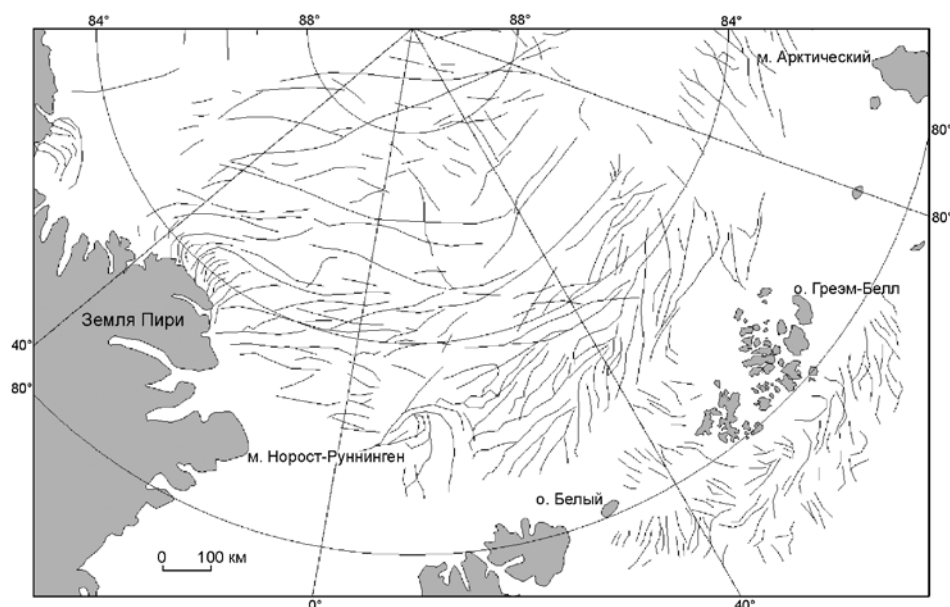 84° 88° 88° 84°
м. Арктический
80°
80°
о. Греэм-Белл
Земля Пири
40°
80°
м. Норост-Руннинген
о. Белый
0 100 км
0° 40°